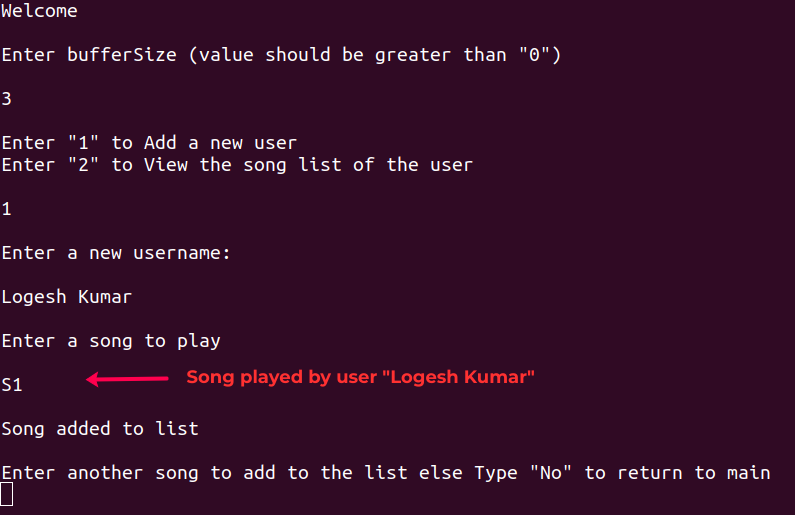 Welcome
Enter bufferSize (value should be greater than "0")
3
Enter "1" to Add a new user
Enter "2" to View the song list of the user
1
Enter a new username:
Logesh Kumar
Enter a song to play
Song played by user "Logesh Kumar"
S1
Song added to list
Enter another song to add to the list else Type "No" to return to main